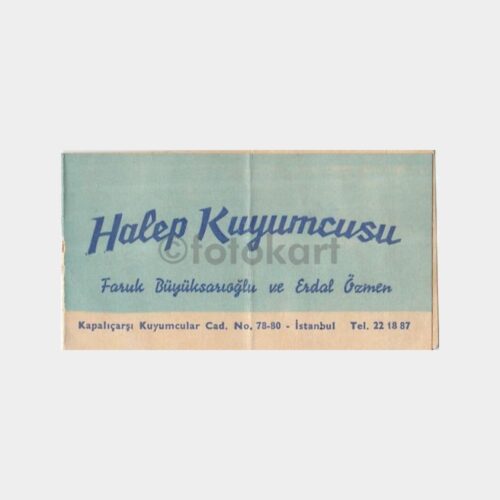 Halep Kuyumcusu
©fotokart
Faruk Büyüksarıoğlu ve Erdal Özmen
Kapalıçarşı Kuyumcular Cad. No. 78-80 - İstanbul Tel. 22 18 87